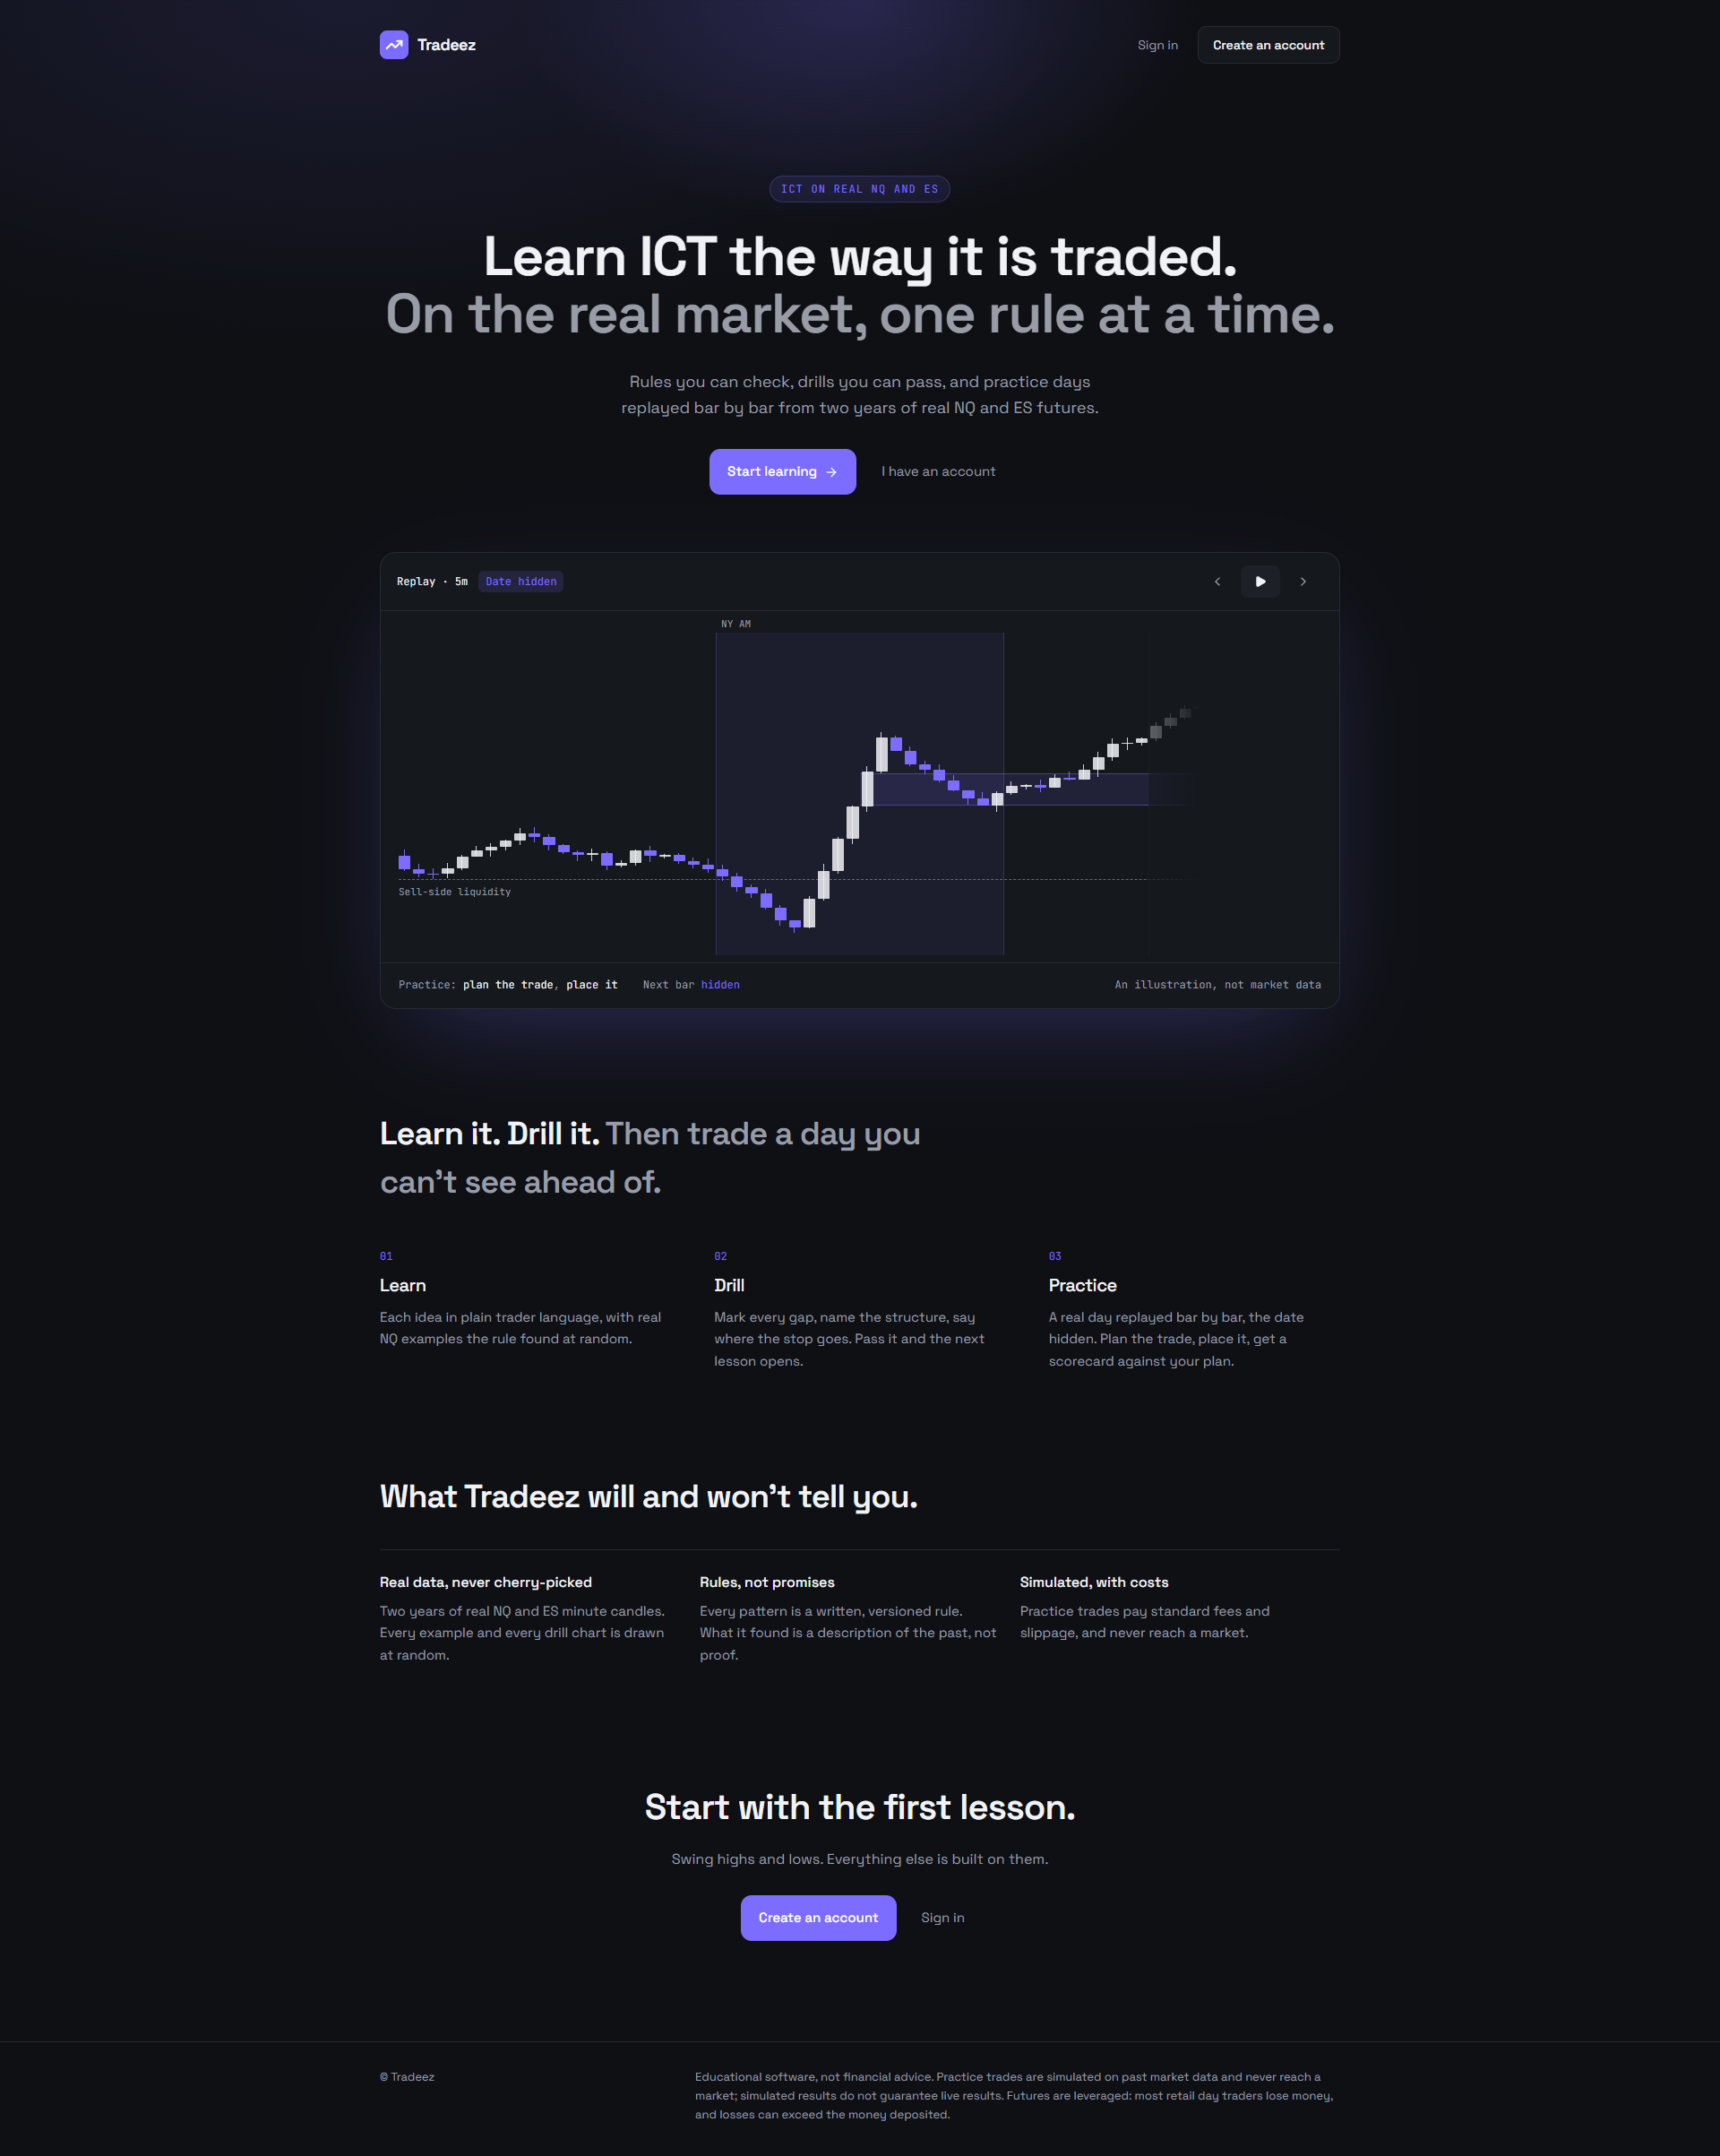 Tradeez
Sign in
Create an account
ICT ON REAL NQ AND ES
Learn ICT the way it is traded.
On the real market, one rule at a time.
Rules you can check, drills you can pass, and practice days
replayed bar by bar from two years of real NQ and ES futures.
Start learning →
I have an account
Replay · 5m
Date hidden
NY AM
Sell-side liquidity
Practice: plan the trade, place it
Next bar hidden
An illustration, not market data
Learn it. Drill it. Then trade a day you
can’t see ahead of.
01
Learn
Each idea in plain trader language, with real
NQ examples the rule found at random.
02
Drill
Mark every gap, name the structure, say
where the stop goes. Pass it and the next
lesson opens.
03
Practice
A real day replayed bar by bar, the date
hidden. Plan the trade, place it, get a
scorecard against your plan.
What Tradeez will and won’t tell you.
Real data, never cherry-picked
Two years of real NQ and ES minute candles.
Every example and every drill chart is drawn
at random.
Rules, not promises
Every pattern is a written, versioned rule.
What it found is a description of the past, not
proof.
Simulated, with costs
Practice trades pay standard fees and
slippage, and never reach a market.
Start with the first lesson.
Swing highs and lows. Everything else is built on them.
Create an account
Sign in
© Tradeez
Educational software, not financial advice. Practice trades are simulated on past market data and never reach a
market; simulated results do not guarantee live results. Futures are leveraged: most retail day traders lose money,
and losses can exceed the money deposited.